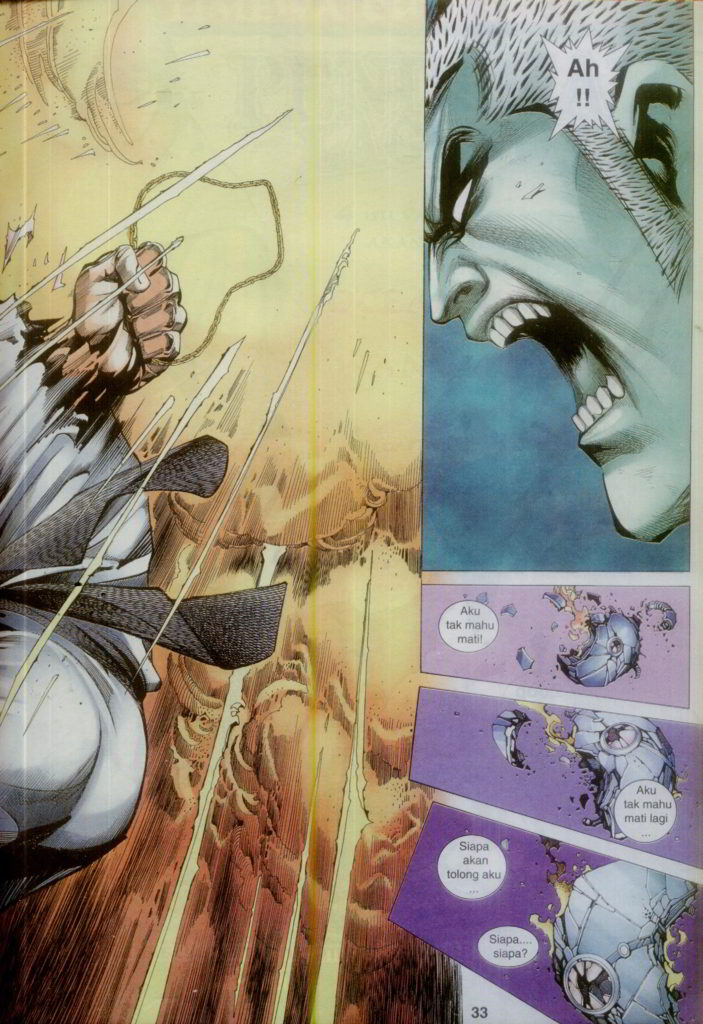 Ah
!!
Aku
tak mahu
mati!
Aku
tak mahu
mati lagi
...
Siapa
akan
tolong aku
...
Siapa....
siapa?
33